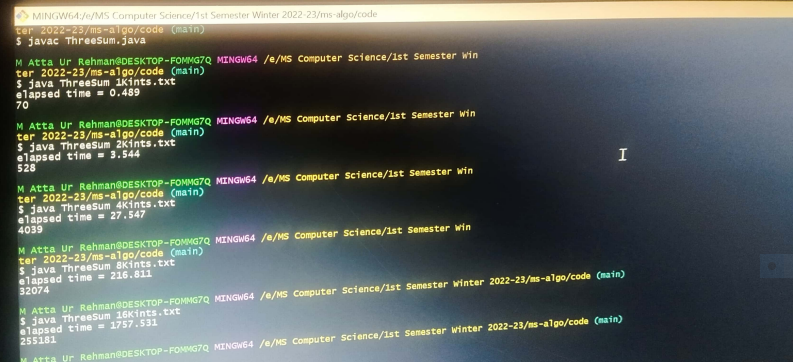 MINGW64:/e/MS Computer Science/1st Semester Winter 2022-23/ms-algo/code
ter 2022-23/ms-algo/code (main)
$ javac ThreeSum.java
M Atta Ur Rehman@DESKTOP-FOMMG7Q MINGW64 /e/MS Computer Science/1st Semester Win
ter 2022-23/ms-algo/code (main)
$ java ThreeSum 1Kints.txt
elapsed time = 0.489
70
M Atta Ur Rehman@DESKTOP-FOMMG7Q MINGW64 /e/MS Computer Science/1st Semester Win
ter 2022-23/ms-algo/code (main)
$ java ThreeSum 2Kints.txt
elapsed time = 3.544
528
M Atta Ur Rehman@DESKTOP-FOMMG7Q MINGW64 /e/MS Computer Science/1st Semester Win
ter 2022-23/ms-algo/code (main)
$ java ThreeSum 4Kints.txt
elapsed time = 27.547
4039
M Atta Ur Rehman@DESKTOP-FOMMG7Q MINGW64 /e/MS Computer Science/1st Semester Win
ter 2022-23/ms-algo/code (main)
$ java ThreeSum 8Kints.txt
elapsed time = 216.811
32074
M Atta Ur Rehman@DESKTOP-FOMMG7Q MINGW64 /e/MS Computer Science/1st Semester Winter 2022-23/ms-algo/code (main)
$ java ThreeSum 16Kints.txt
elapsed time = 1757.531
255181
M Atta Ur Rehman@DESKTOP-FOMMG7Q MINGW64 /e/MS Computer Science/1st Semester Winter 2022-23/ms-algo/code (main)